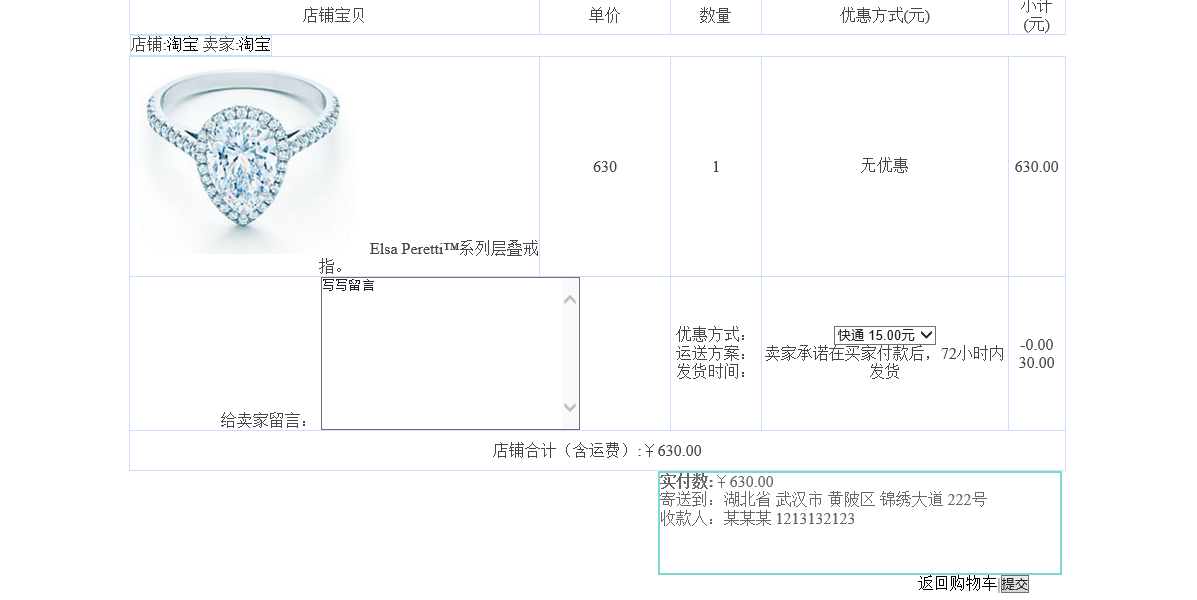 店铺宝贝 单价 数量 优惠方式(元) 小计
(元)
店铺:淘宝 卖家:淘宝
630 1 无优惠 630.00
Elsa Peretti™系列层叠戒
指。
写写留言
优惠方式： 快通 15.00元
运送方案： 卖家承诺在买家付款后，72小时内
发货时间： 发货
-0.00
30.00
给卖家留言：
店铺合计（含运费）:￥630.00
实付数:￥630.00
寄送到：湖北省 武汉市 黄陂区 锦绣大道 222号
收款人：某某某 1213132123
返回购物车 提交